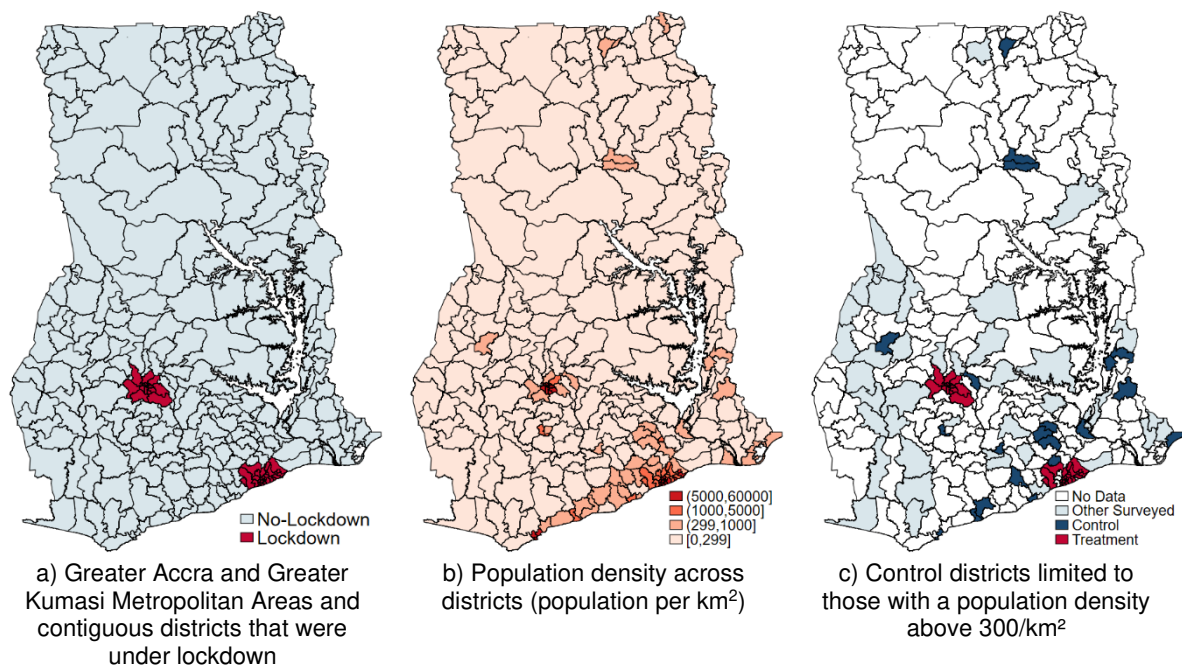 No-Lockdown
Lockdown
a) Greater Accra and Greater
Kumasi Metropolitan Areas and
contiguous districts that were
under lockdown
(5000,60000]
(1000,5000]
(299,1000]
[0,299]
b) Population density across
districts (population per km²)
No Data
Other Surveyed
Control
Treatment
c) Control districts limited to
those with a population density
above 300/km²